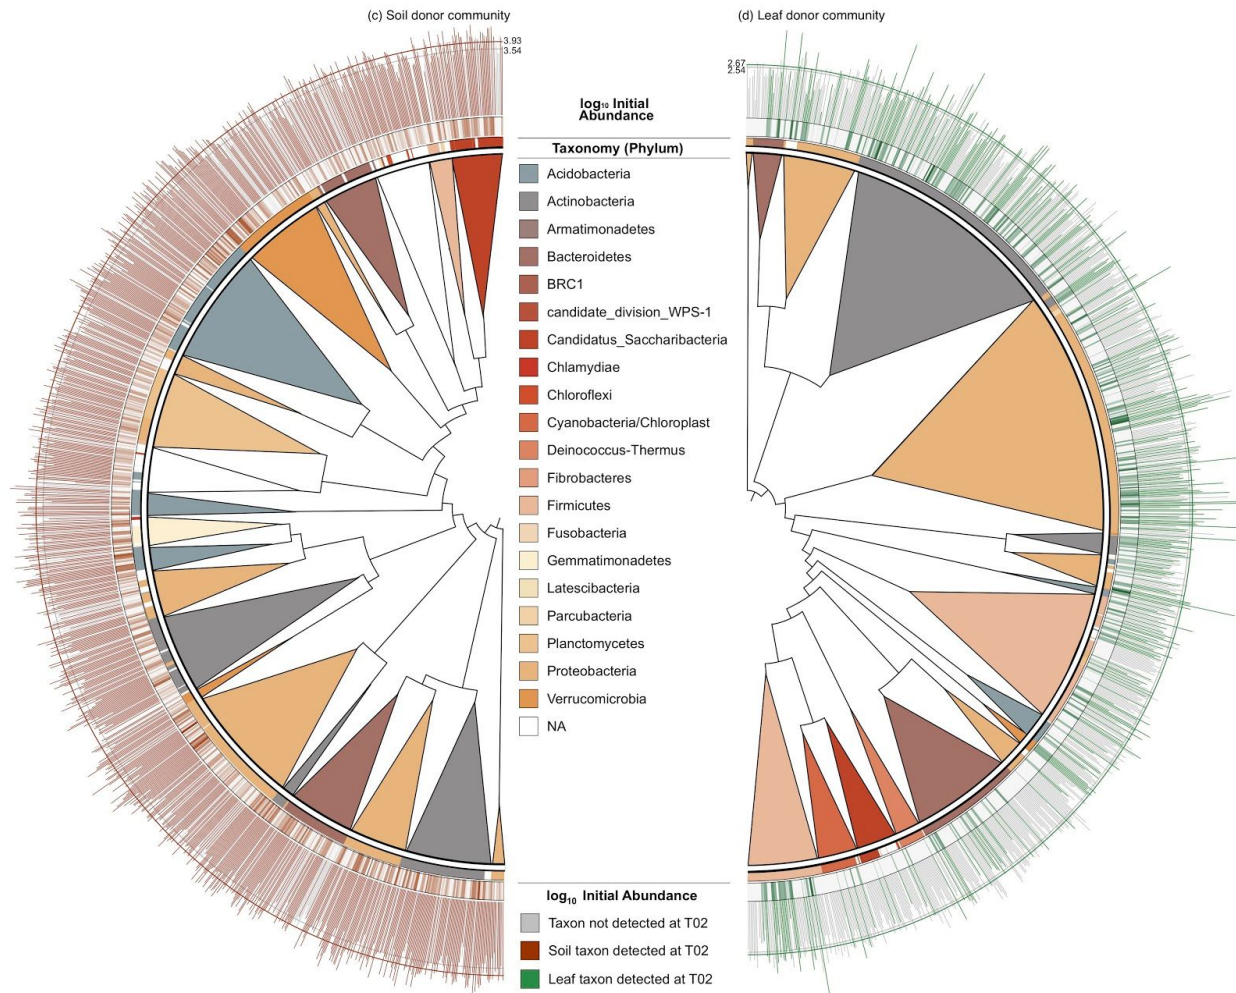 (c) Soil donor community
(d) Leaf donor community
3.93
3.54
2.67
2.54
log₁₀ Initial
Abundance
Taxonomy (Phylum)
Acidobacteria
Actinobacteria
Armatimonadetes
Bacteroidetes
BRC1
candidate_division_WPS-1
Candidatus_Saccharibacteria
Chlamydiae
Chloroflexi
Cyanobacteria/Chloroplast
Deinococcus-Thermus
Fibrobacteres
Firmicutes
Fusobacteria
Gemmatimonadetes
Latescibacteria
Parcubacteria
Planctomycetes
Proteobacteria
Verrucomicrobia
NA
log₁₀ Initial Abundance
Taxon not detected at T02
Soil taxon detected at T02
Leaf taxon detected at T02